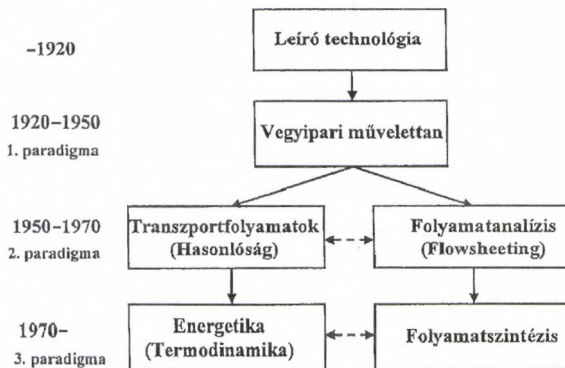 –1920
Leíró technológia
1920–1950
1. paradigma
Vegyipari művelettan
1950–1970
2. paradigma
Transzportfolyamatok
(Hasonlóság)
Folyamatanalízis
(Flowsheeting)
1970–
3. paradigma
Energetika
(Termodinamika)
Folyamatszintézis